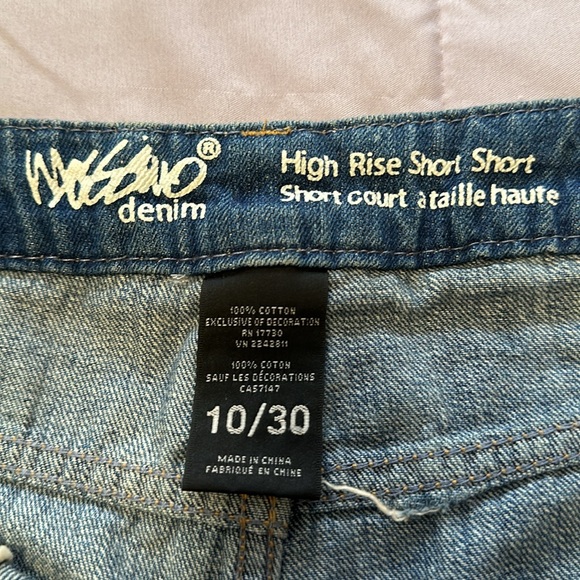 Mossimo®
denim
High Rise Short Short
Short court à taille haute
100% COTTON
EXCLUSIVE OF DECORATION
RN 17730
VN 2242811
100% COTON
SAUF LES DÉCORATIONS
CA57147
10/30
MADE IN CHINA
FABRIQUÉ EN CHINE